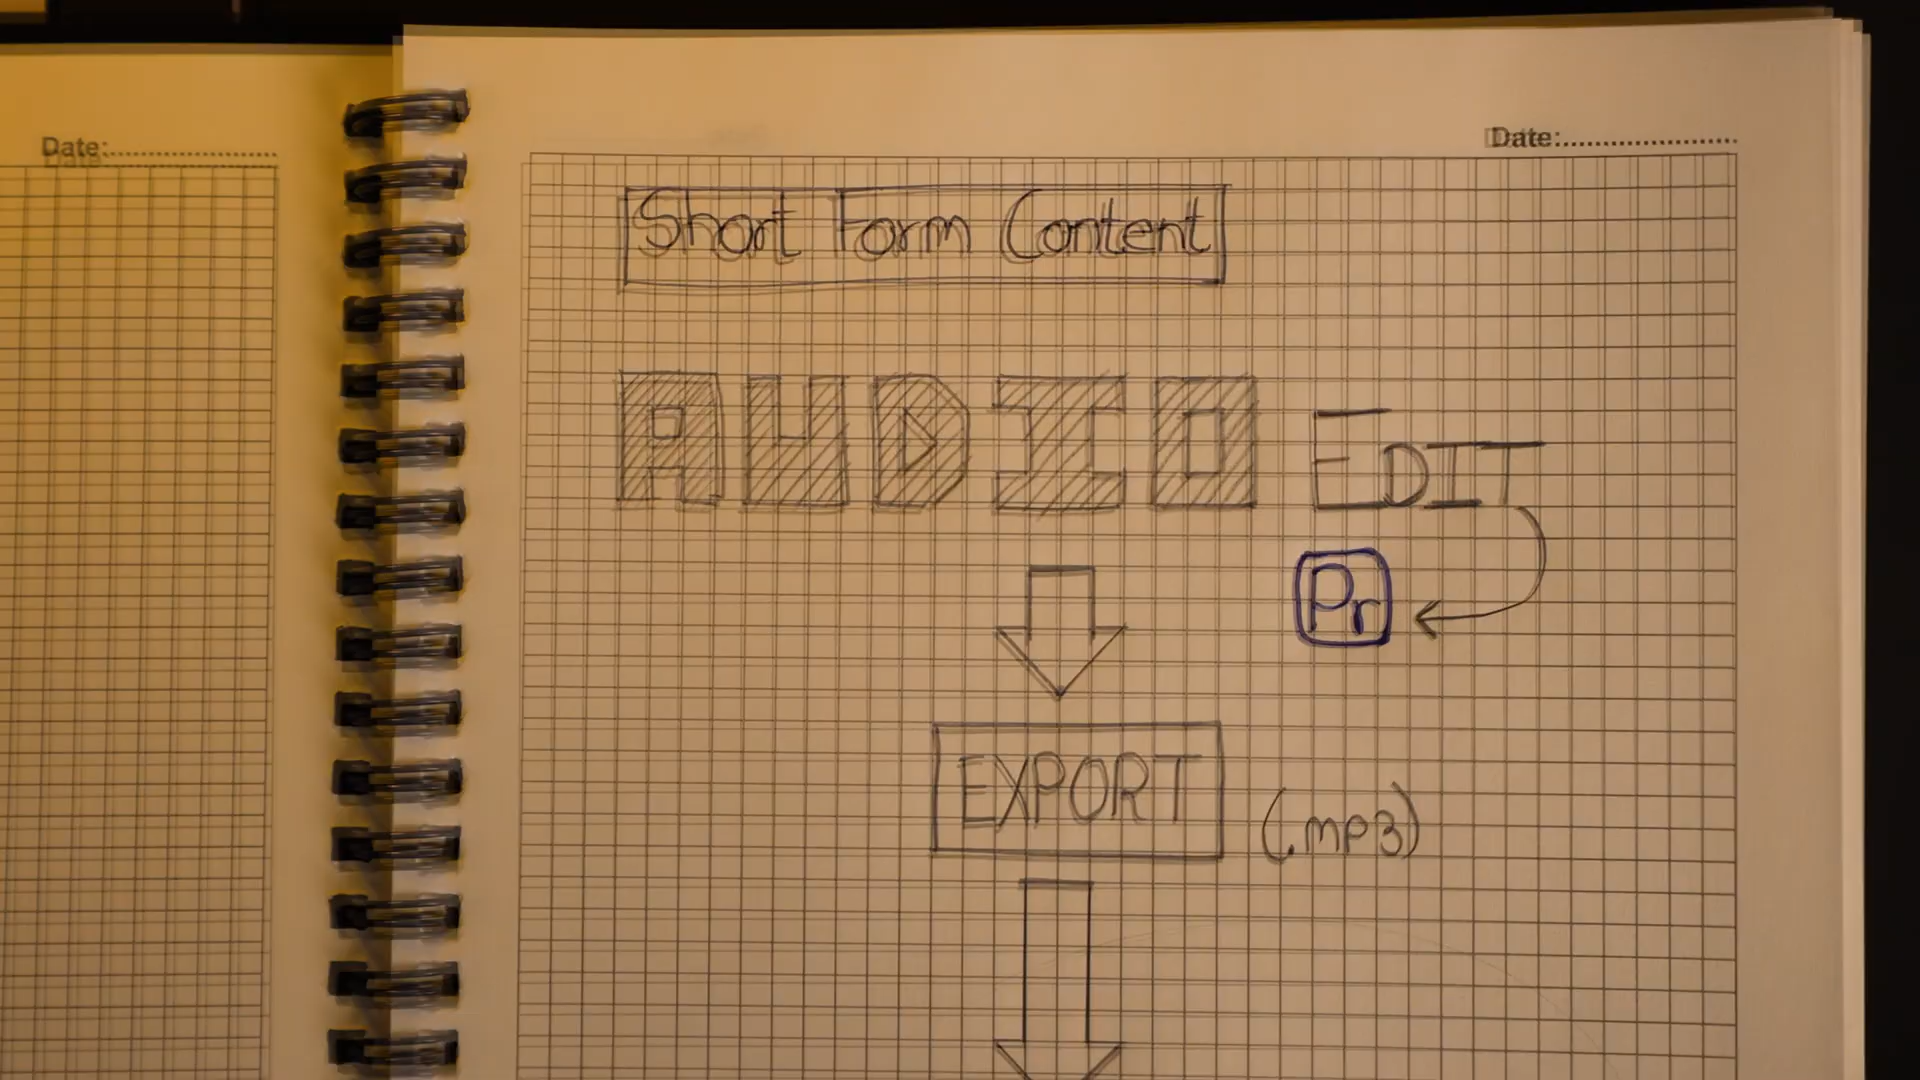 Date:
Date:
Short Form Content
AUDIO EDIT
Pr
EXPORT
(.mp3)